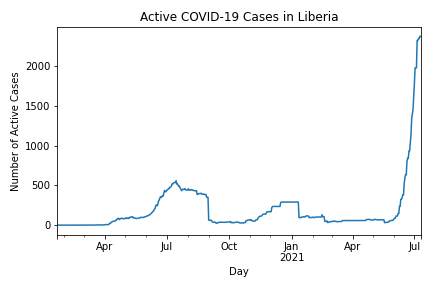 Active COVID-19 Cases in Liberia
Number of Active Cases
2000
1500
1000
500
0
Apr
Jul
Oct
Jan
2021
Apr
Jul
Day